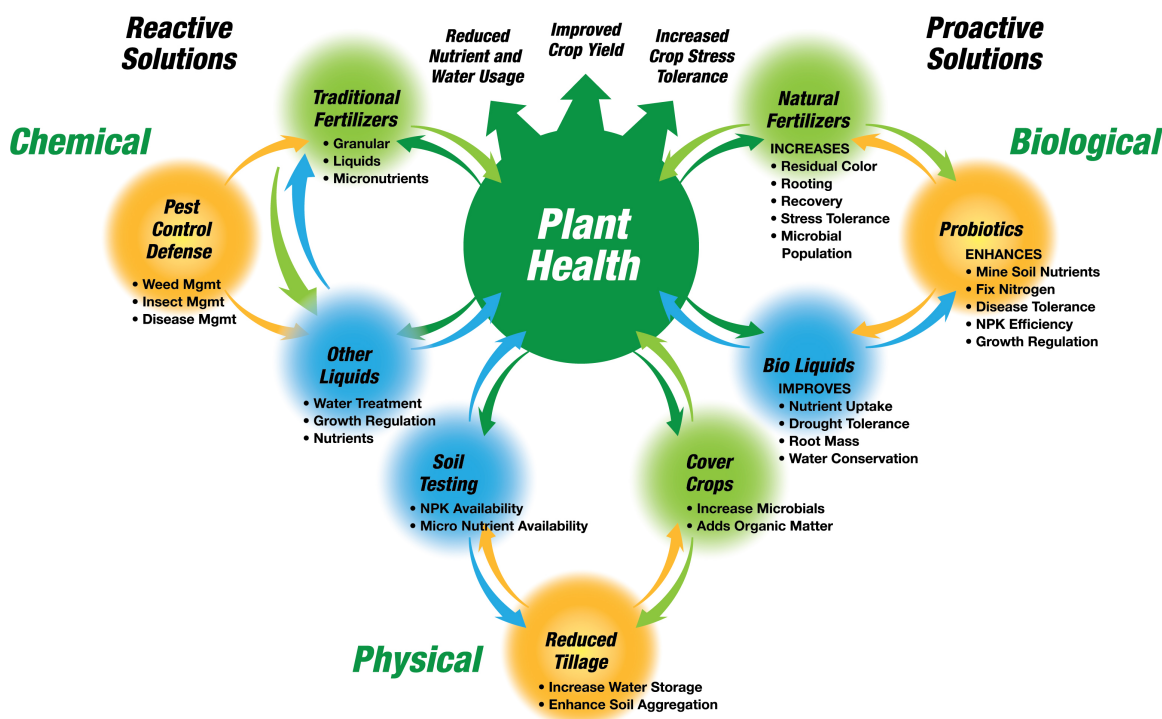 Reactive
Solutions
Reduced
Nutrient and
Water Usage
Improved
Crop Yield
Increased
Crop Stress
Tolerance
Proactive
Solutions
Chemical
Traditional
Fertilizers
• Granular
• Liquids
• Micronutrients
Pest
Control
Defense
• Weed Mgmt
• Insect Mgmt
• Disease Mgmt
Other
Liquids
• Water Treatment
• Growth Regulation
• Nutrients
Plant
Health
Biological
Natural
Fertilizers
INCREASES
• Residual Color
• Rooting
• Recovery
• Stress Tolerance
• Microbial
Population
Probiotics
ENHANCES
• Mine Soil Nutrients
• Fix Nitrogen
• Disease Tolerance
• NPK Efficiency
• Growth Regulation
Bio Liquids
IMPROVES
• Nutrient Uptake
• Drought Tolerance
• Root Mass
• Water Conservation
Soil
Testing
• NPK Availability
• Micro Nutrient Availability
Cover
Crops
• Increase Microbials
• Adds Organic Matter
Physical
Reduced
Tillage
• Increase Water Storage
• Enhance Soil Aggregation